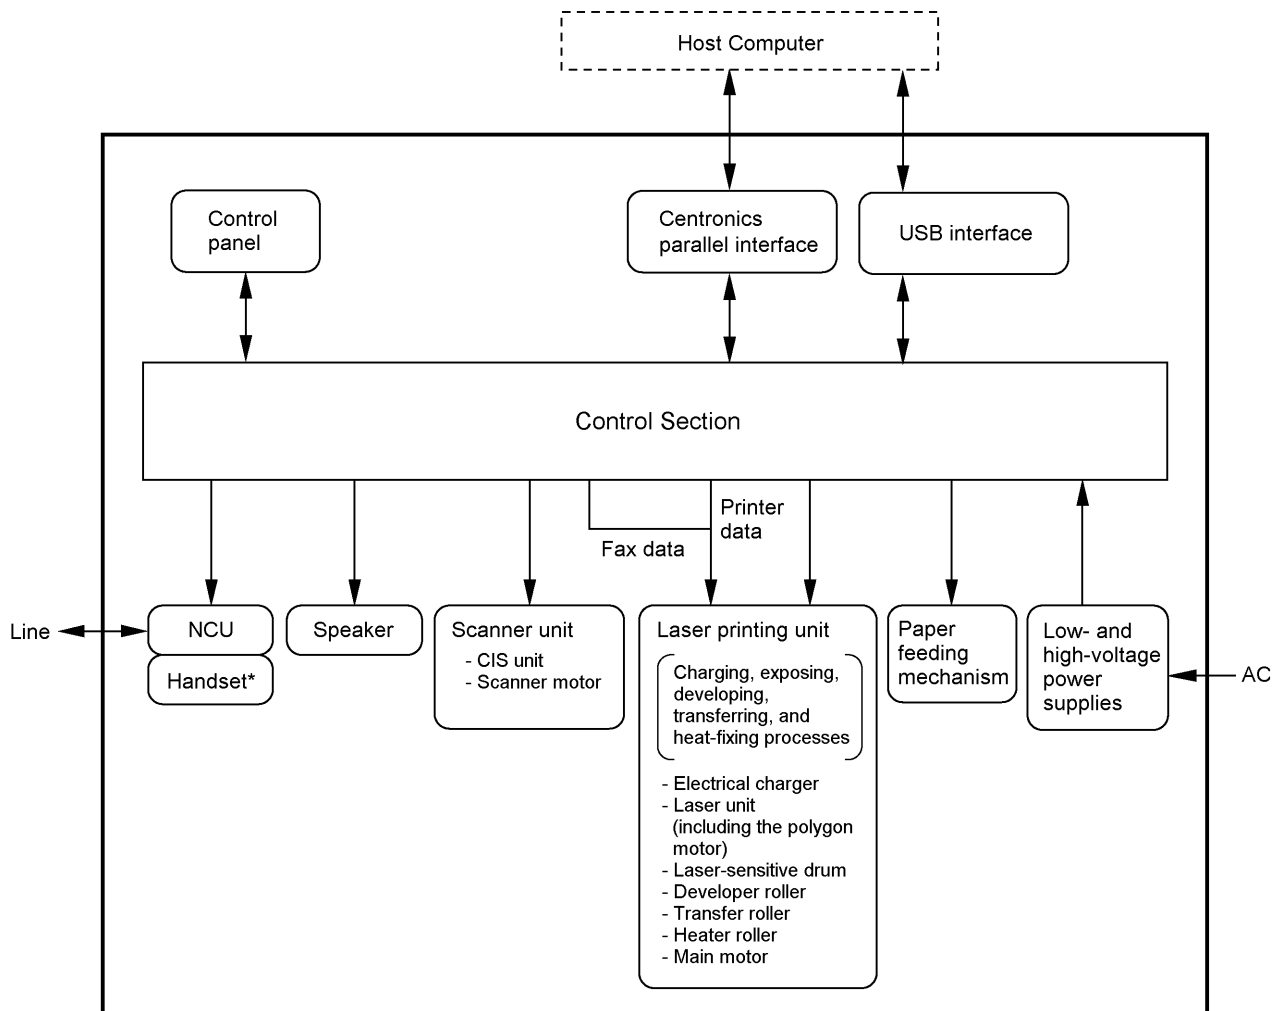 Host Computer
Control
panel
Centronics
parallel interface
USB interface
Control Section
Printer
data
Fax data
Line
NCU
Handset*
Speaker
Scanner unit
- CIS unit
- Scanner motor
Laser printing unit
Charging, exposing,
developing,
transferring, and
heat-fixing processes
- Electrical charger
- Laser unit
(including the polygon
motor)
- Laser-sensitive drum
- Developer roller
- Transfer roller
- Heater roller
- Main motor
Paper
feeding
mechanism
Low- and
high-voltage
power
supplies
AC